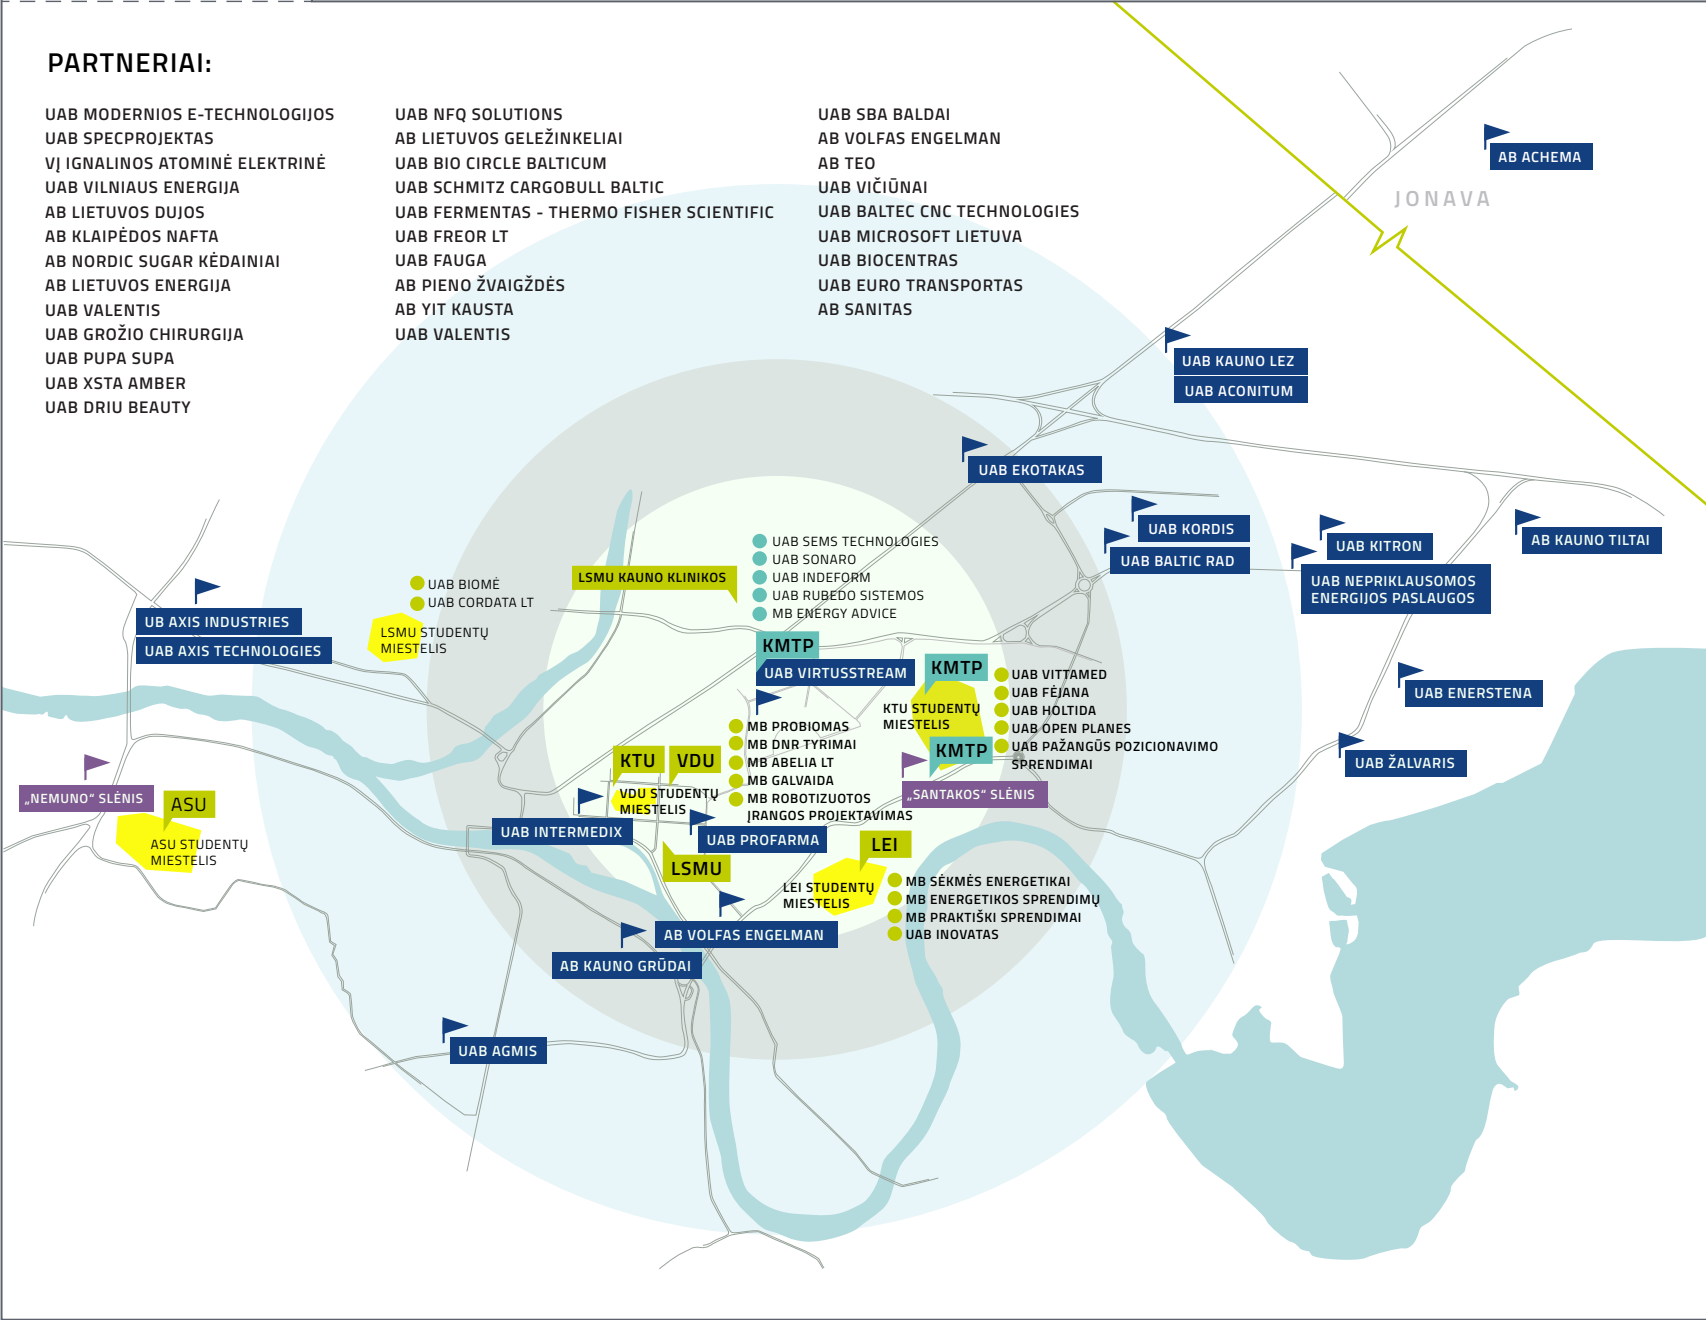 PARTNERIAI:
UAB MODERNIOS E-TECHNOLOGIJOS
UAB SPECPROJEKTAS
VĮ IGNALINOS ATOMINĖ ELEKTRINĖ
UAB VILNIAUS ENERGIJA
AB LIETUVOS DUJOS
AB KLAIPĖDOS NAFTA
AB NORDIC SUGAR KĖDAINIAI
AB LIETUVOS ENERGIJA
UAB VALENTIS
UAB GROŽIO CHIRURGIJA
UAB PUPA SUPA
UAB XSTA AMBER
UAB DRIU BEAUTY
UAB NFQ SOLUTIONS
AB LIETUVOS GELEŽINKELIAI
UAB BIO CIRCLE BALTICUM
UAB SCHMITZ CARGOBULL BALTIC
UAB FERMENTAS - THERMO FISHER SCIENTIFIC
UAB FREOR LT
UAB FAUGA
AB PIENO ŽVAIGŽDĖS
AB YIT KAUSTA
UAB VALENTIS
UAB SBA BALDAI
AB VOLFAS ENGELMAN
AB TEO
UAB VIČIŪNAI
UAB BALTEC CNC TECHNOLOGIES
UAB MICROSOFT LIETUVA
UAB BIOCENTRAS
UAB EURO TRANSPORTAS
AB SANITAS
AB ACHEMA
JONAVA
UAB KAUNO LEZ
UAB ACONITUM
UAB EKOTAKAS
UAB KORDIS
UAB BALTIC RAD
UAB KITRON
AB KAUNO TILTAI
UAB NEPRIKLAUSOMOS
ENERGIJOS PASLAUGOS
UAB SEMS TECHNOLOGIES
UAB SONARO
UAB INDEFORM
UAB RUBEDO SISTEMOS
MB ENERGY ADVICE
LSMU KAUNO KLINIKOS
UAB BIOMĖ
UAB CORDATA LT
LSMU STUDENTŲ
MIESTELIS
UB AXIS INDUSTRIES
UAB AXIS TECHNOLOGIES
KMTP
UAB VIRTUSSTREAM
KMTP
UAB VITTAMED
UAB FĖJANA
UAB HOLTIDA
UAB OPEN PLANES
UAB PAŽANGŪS POZICIONAVIMO
SPRENDIMAI
KTU STUDENTŲ
MIESTELIS
KMTP
„SANTAKOS“ SLĖNIS
UAB ENERSTENA
UAB ŽALVARIS
MB PROBIOMAS
MB DNR TYRIMAI
MB ABELIA LT
MB GALVAIDA
MB ROBOTIZUOTOS
ĮRANGOS PROJEKTAVIMAS
KTU
VDU
VDU STUDENTŲ
MIESTELIS
„NEMUNO“ SLĖNIS
ASU
ASU STUDENTŲ
MIESTELIS
UAB INTERMEDIX
UAB PROFARMA
LSMU
LEI
LEI STUDENTŲ
MIESTELIS
MB SĖKMĖS ENERGETIKAI
MB ENERGETIKOS SPRENDIMŲ
MB PRAKTIŠKI SPRENDIMAI
UAB INOVATAS
AB VOLFAS ENGELMAN
AB KAUNO GRŪDAI
UAB AGMIS